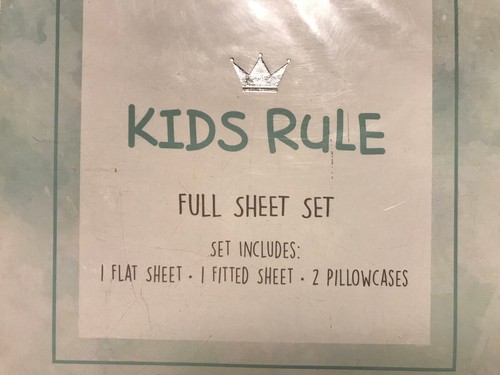 KIDS RULE
FULL SHEET SET
SET INCLUDES:
1 FLAT SHEET • 1 FITTED SHEET • 2 PILLOWCASES